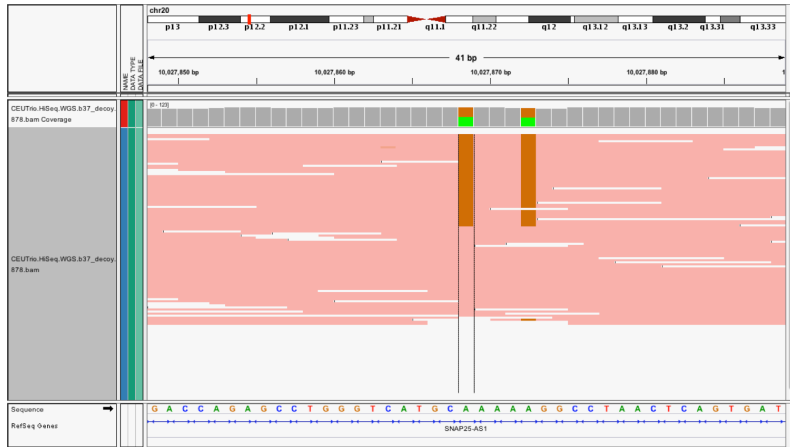 chr20
p13 p12.3 p12.2 p12.1 p11.23 p11.21 q11.1 q11.22 q12 q13.12 q13.13 q13.2 q13.31 q13.33
41 bp
10,027,850 bp 10,027,860 bp 10,027,870 bp 10,027,880 bp 1
NAME
DATA TYPE
DATA FILE
CEUTrio.HiSeq.WGS.b37_decoy.
878.bam Coverage
[0 - 123]
CEUTrio.HiSeq.WGS.b37_decoy.
878.bam
Sequence
G A C C A G A G C C T G G G T C A T G C A A A A A G G C C T A A C T C A G T G A T
RefSeq Genes
SNAP25-AS1